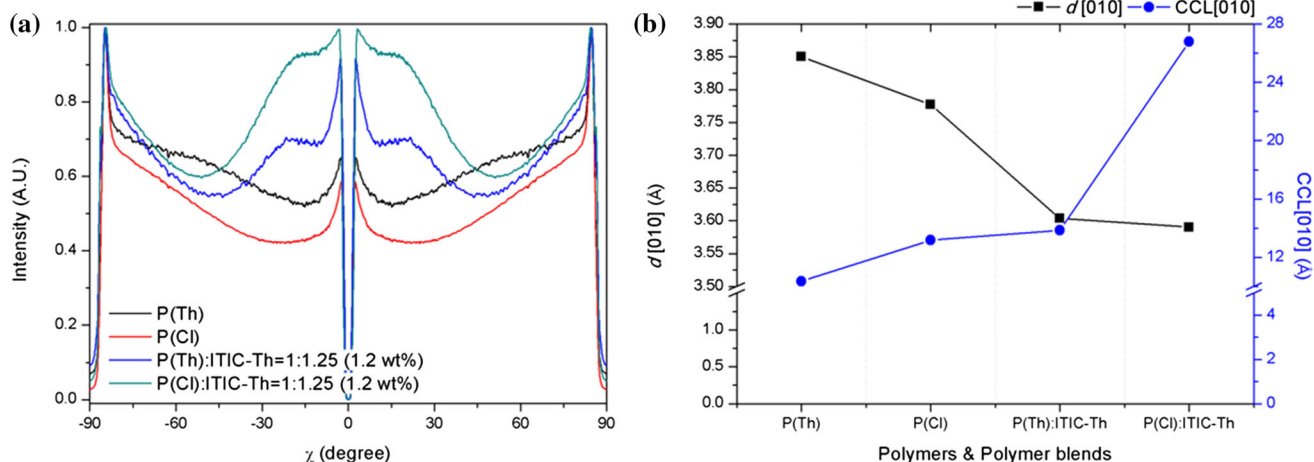 (a)
1.0
0.8
0.6
0.4
0.2
0.0
Intensity (A.U.)
P(Th)
P(Cl)
P(Th):ITIC-Th=1:1.25 (1.2 wt%)
P(Cl):ITIC-Th=1:1.25 (1.2 wt%)
-90 -60 -30 0 30 60 90
χ (degree)
(b)
d [010] CCL[010]
3.90
3.85
3.80
3.75
3.70
3.65
3.60
3.55
3.50
1.0
0.5
0.0
d [010] (Å)
28
24
20
16
12
4
2
0
CCL[010] (Å)
P(Th) P(Cl) P(Th):ITIC-Th P(Cl):ITIC-Th
Polymers & Polymer blends